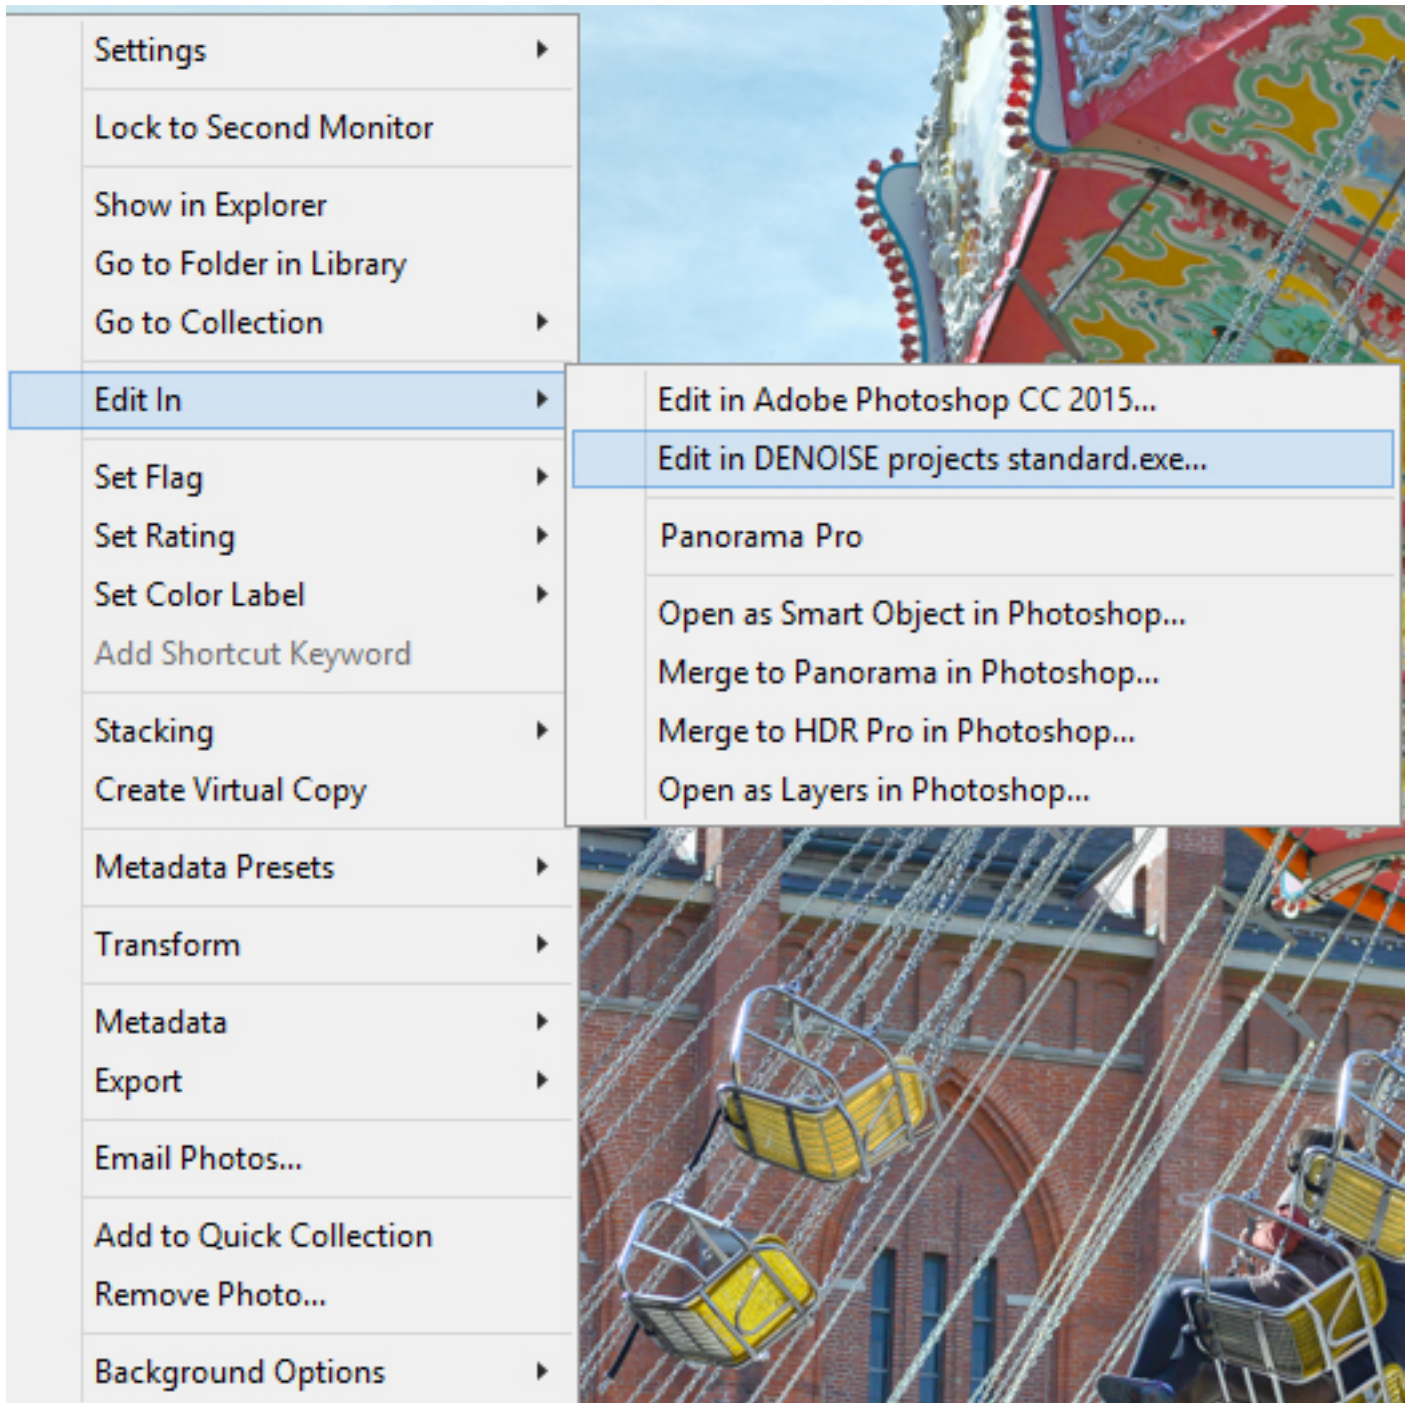 Settings
Lock to Second Monitor
Show in Explorer
Go to Folder in Library
Go to Collection
Edit In
Edit in Adobe Photoshop CC 2015...
Edit in DENOISE projects standard.exe...
Panorama Pro
Open as Smart Object in Photoshop...
Merge to Panorama in Photoshop...
Merge to HDR Pro in Photoshop...
Open as Layers in Photoshop...
Set Flag
Set Rating
Set Color Label
Add Shortcut Keyword
Stacking
Create Virtual Copy
Metadata Presets
Transform
Metadata
Export
Email Photos...
Add to Quick Collection
Remove Photo...
Background Options